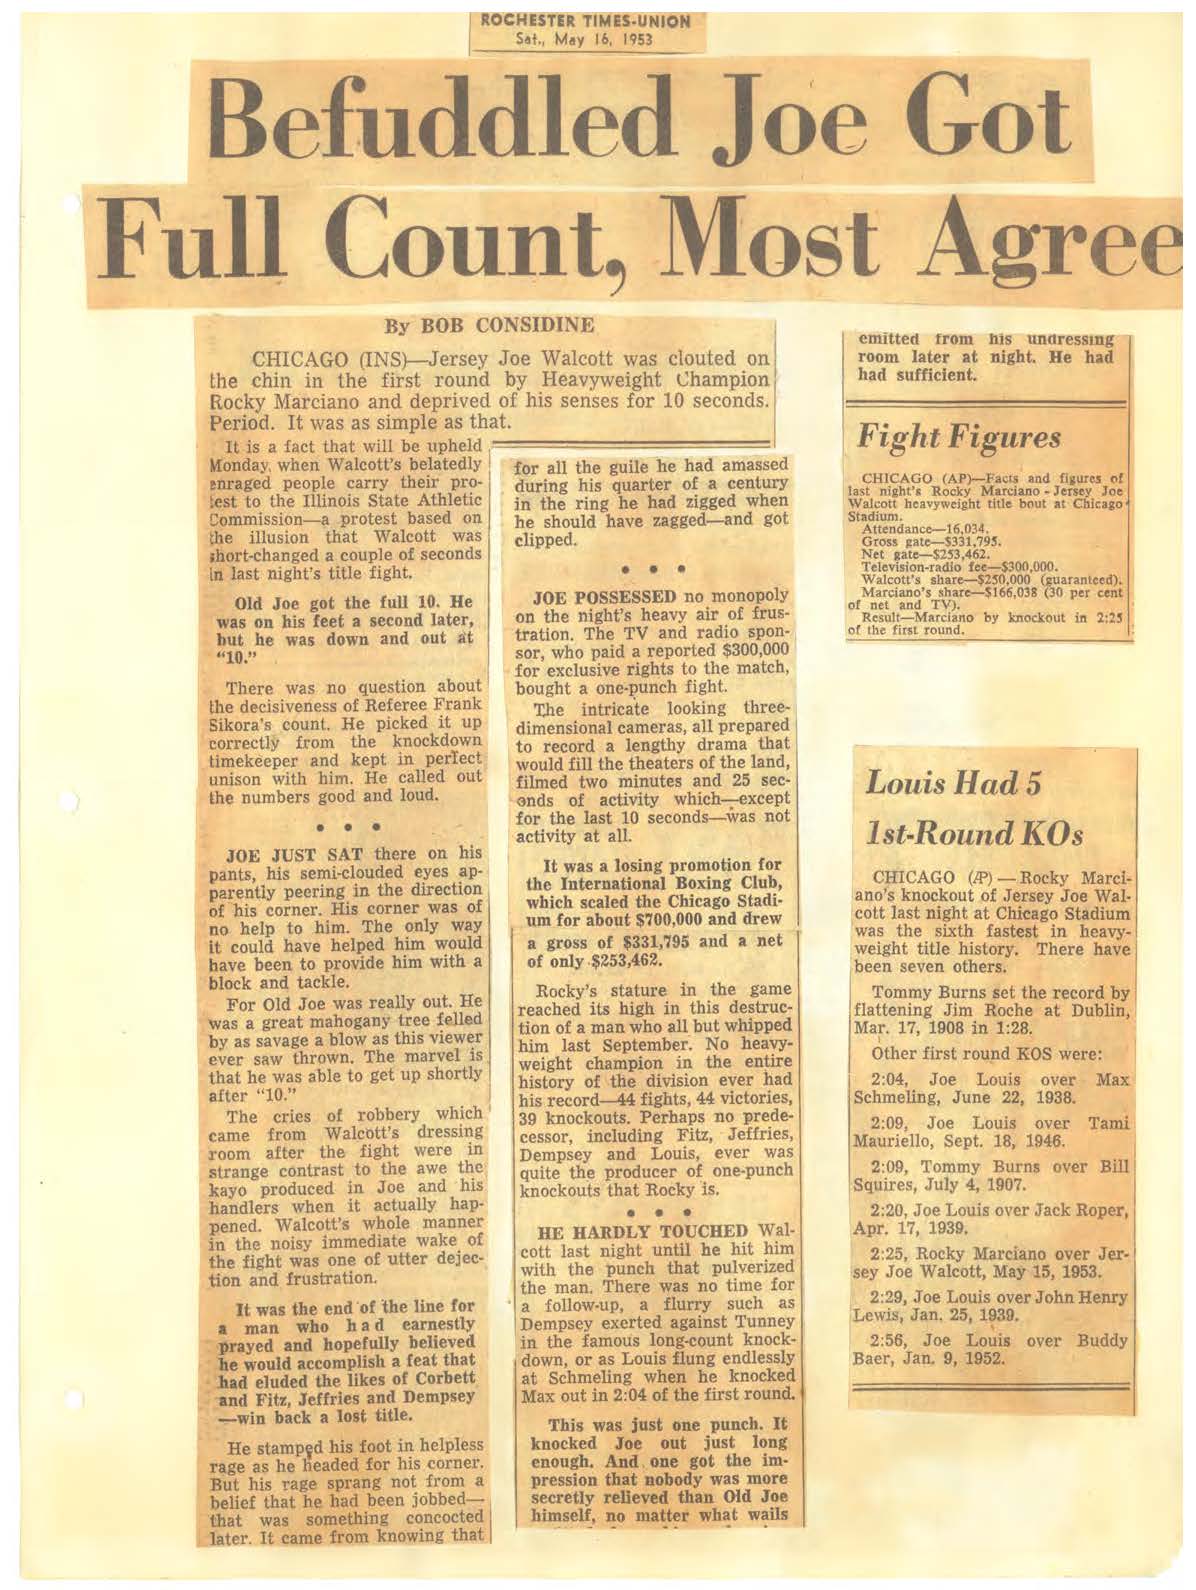 ROCHESTER TIMES-UNION
Sat., May 16, 1953
Befuddled Joe Got
Full Count, Most Agree
By BOB CONSIDINE
CHICAGO (INS)—Jersey Joe Walcott was clouted on
the chin in the first round by Heavyweight Champion
Rocky Marciano and deprived of his senses for 10 seconds.
Period. It was as simple as that.
It is a fact that will be upheld
Monday, when Walcott's belatedly
enraged people carry their pro-
test to the Illinois State Athletic
Commission—a protest based on
the illusion that Walcott was
short-changed a couple of seconds
in last night's title fight.
Old Joe got the full 10. He
was on his feet a second later,
but he was down and out at
"10."
There was no question about
the decisiveness of Referee Frank
Sikora's count. He picked it up
correctly from the knockdown
timekeeper and kept in perfect
unison with him. He called out
the numbers good and loud.
• • •
JOE JUST SAT there on his
pants, his semi-clouded eyes ap-
parently peering in the direction
of his corner. His corner was of
no help to him. The only way
it could have helped him would
have been to provide him with a
block and tackle.
For Old Joe was really out. He
was a great mahogany tree felled
by as savage a blow as this viewer
ever saw thrown. The marvel is
that he was able to get up shortly
after "10."
The cries of robbery which
came from Walcott's dressing
room after the fight were in
strange contrast to the awe the
kayo produced in Joe and his
handlers when it actually hap-
pened. Walcott's whole manner
in the noisy immediate wake of
the fight was one of utter dejec-
tion and frustration.
It was the end of the line for
a man who had earnestly
prayed and hopefully believed
he would accomplish a feat that
had eluded the likes of Corbett
and Fitz, Jeffries and Dempsey
—win back a lost title.
He stamped his foot in helpless
rage as he headed for his corner.
But his rage sprang not from a
belief that he had been jobbed—
that was something concocted
later. It came from knowing that
for all the guile he had amassed
during his quarter of a century
in the ring he had zigged when
he should have zagged—and got
clipped.
• • •
JOE POSSESSED no monopoly
on the night's heavy air of frus-
tration. The TV and radio spon-
sor, who paid a reported $300,000
for exclusive rights to the match,
bought a one-punch fight.
The intricate looking three-
dimensional cameras, all prepared
to record a lengthy drama that
would fill the theaters of the land,
filmed two minutes and 25 sec-
onds of activity which—except
for the last 10 seconds—was not
activity at all.
It was a losing promotion for
the International Boxing Club,
which scaled the Chicago Stadi-
um for about $700,000 and drew
a gross of $331,795 and a net
of only $253,462.
Rocky's stature in the game
reached its high in this destruc-
tion of a man who all but whipped
him last September. No heavy-
weight champion in the entire
history of the division ever had
his record—44 fights, 44 victories,
39 knockouts. Perhaps no prede-
cessor, including Fitz, Jeffries,
Dempsey and Louis, ever was
quite the producer of one-punch
knockouts that Rocky is.
• • •
HE HARDLY TOUCHED Wal-
cott last night until he hit him
with the punch that pulverized
the man. There was no time for
a follow-up, a flurry such as
Dempsey exerted against Tunney
in the famous long-count knock-
down, or as Louis flung endlessly
at Schmeling when he knocked
Max out in 2:04 of the first round.
This was just one punch. It
knocked Joe out just long
enough. And one got the im-
pression that nobody was more
secretly relieved than Old Joe
himself, no matter what wails
emitted from his undressing
room later at night. He had
had sufficient.
Fight Figures
CHICAGO (AP)—Facts and figures of
last night's Rocky Marciano - Jersey Joe
Walcott heavyweight title bout at Chicago
Stadium.
Attendance—16,034.
Gross gate—$331,795.
Net gate—$253,462.
Television-radio fee—$300,000.
Walcott's share—$250,000 (guaranteed).
Marciano's share—$166,038 (30 per cent
of net and TV).
Result—Marciano by knockout in 2:25
of the first round.
Louis Had 5
1st-Round KOs
CHICAGO (AP) — Rocky Marci-
ano's knockout of Jersey Joe Wal-
cott last night at Chicago Stadium
was the sixth fastest in heavy-
weight title history. There have
been seven others.
Tommy Burns set the record by
flattening Jim Roche at Dublin,
Mar. 17, 1908 in 1:28.
Other first round KOS were:
2:04, Joe Louis over Max
Schmeling, June 22, 1938.
2:09, Joe Louis over Tami
Mauriello, Sept. 18, 1946.
2:09, Tommy Burns over Bill
Squires, July 4, 1907.
2:20, Joe Louis over Jack Roper,
Apr. 17, 1939.
2:25, Rocky Marciano over Jer-
sey Joe Walcott, May 15, 1953.
2:29, Joe Louis over John Henry
Lewis, Jan. 25, 1939.
2:56, Joe Louis over Buddy
Baer, Jan. 9, 1952.